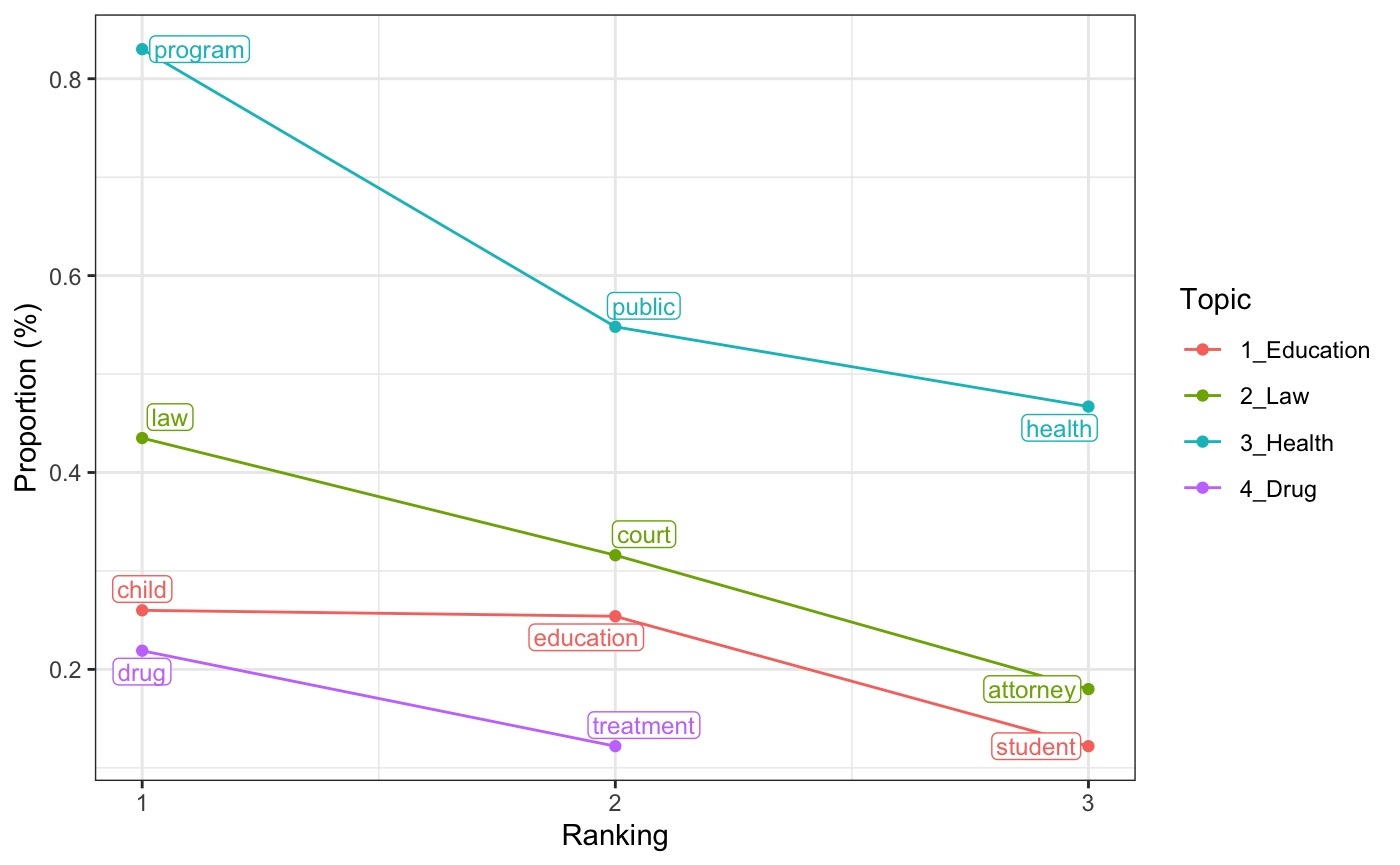 program
0.8
public
0.6
Topic
1_Education
law
2_Law
Proportion (%)
health
3_Health
0.4
4_Drug
court
child
education
drug
0.2
attorney
treatment
student
1
2
3
Ranking